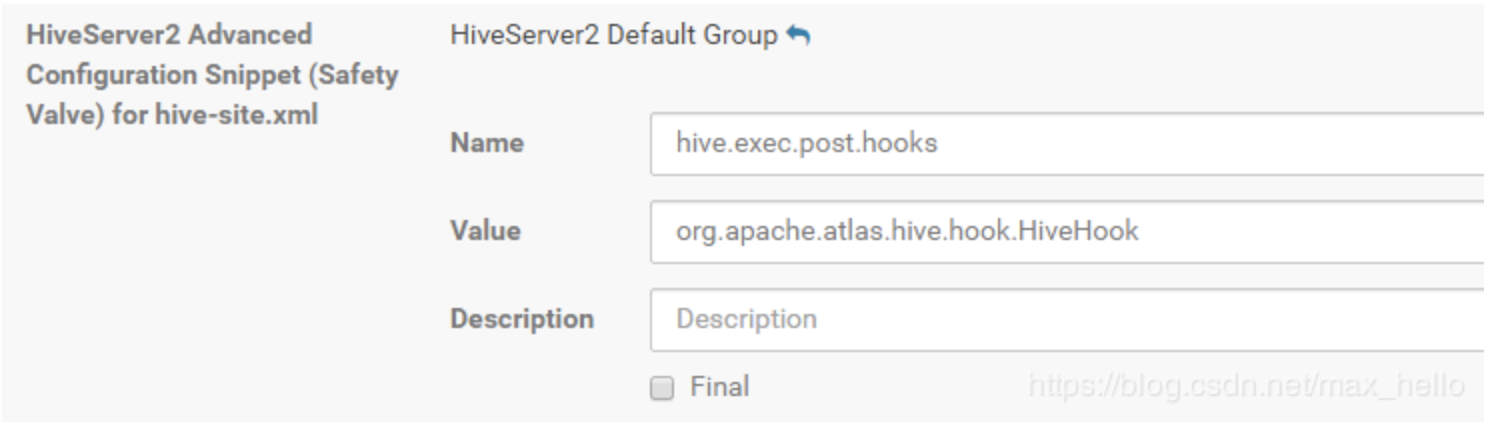 HiveServer2 Advanced
Configuration Snippet (Safety
Valve) for hive-site.xml
HiveServer2 Default Group
Name
hive.exec.post.hooks
Value
org.apache.atlas.hive.hook.HiveHook
Description
Description
Final
https://blog.csdn.net/max_hello